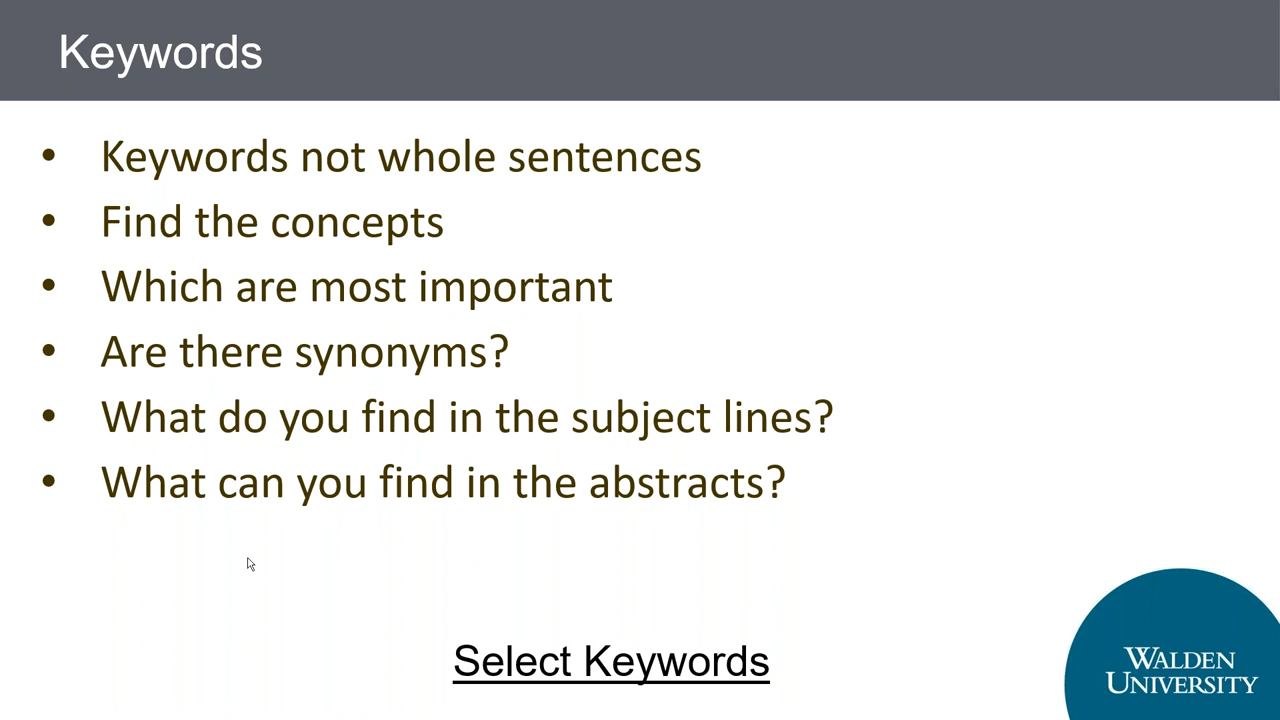 Keywords
• Keywords not whole sentences
• Find the concepts
• Which are most important
• Are there synonyms?
• What do you find in the subject lines?
• What can you find in the abstracts?
Select Keywords
WALDEN
UNIVERSITY